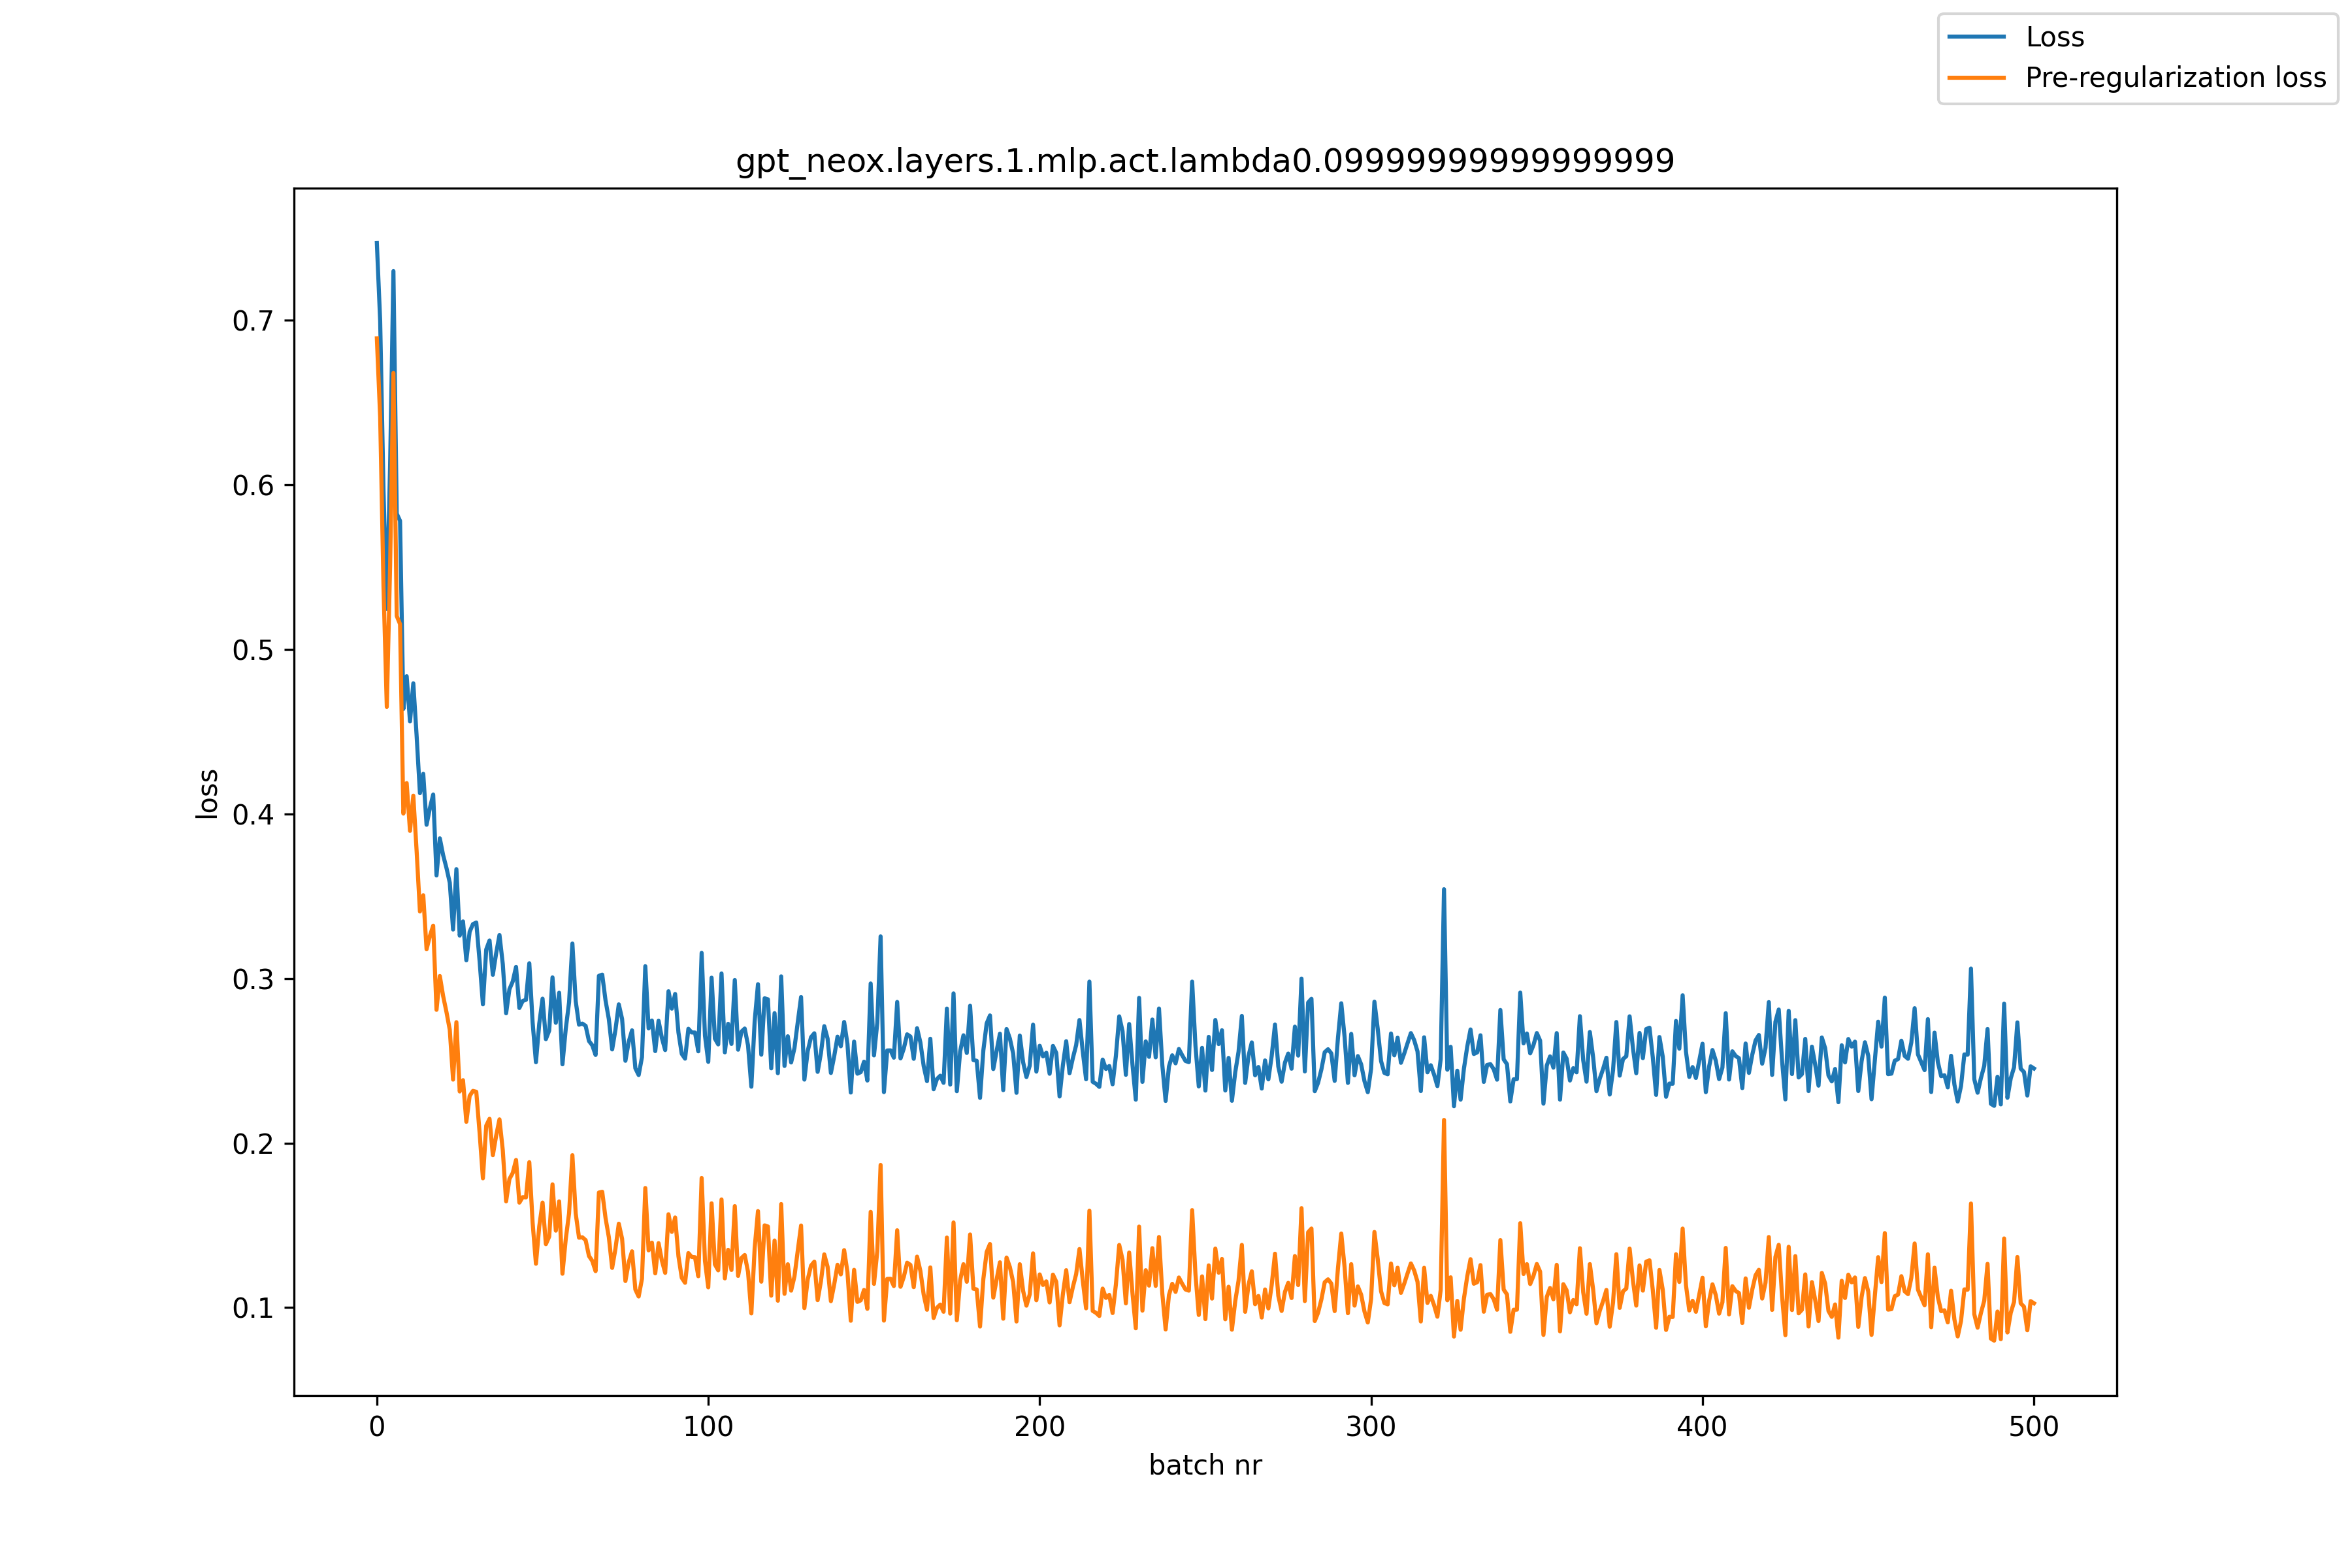 Loss
Pre-regularization loss
gpt_neox.layers.1.mlp.act.lambda0.09999999999999999
0.7
0.6
0.5
0.4
0.3
0.2
0.1
loss
0 100 200 300 400 500
batch nr